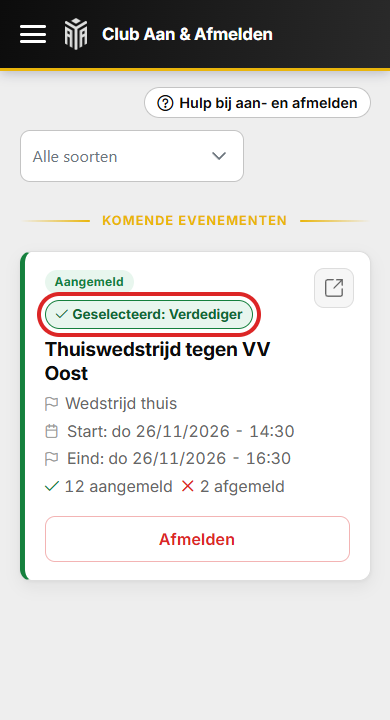 Club Aan & Afmelden
Hulp bij aan- en afmelden
Alle soorten
KOMENDE EVENEMENTEN
Aangemeld
Geselecteerd: Verdediger
Thuiswedstrijd tegen VV
Oost
Wedstrijd thuis
Start: do 26/11/2026 - 14:30
Eind: do 26/11/2026 - 16:30
12 aangemeld 2 afgemeld
Afmelden